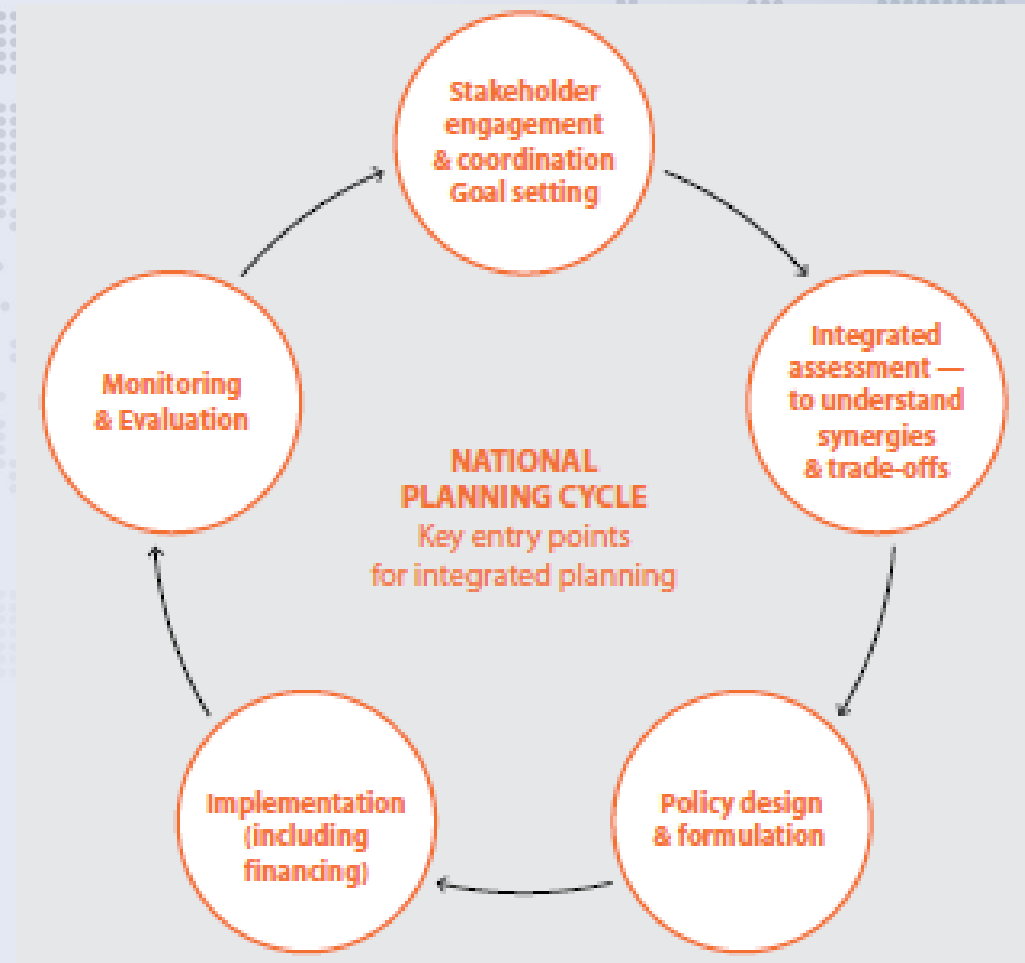 Stakeholder
engagement
& coordination
Goal setting
Integrated
assessment —
to understand
synergies
& trade-offs
Policy design
& formulation
Implementation
(including
financing)
Monitoring
& Evaluation
NATIONAL
PLANNING CYCLE
Key entry points
for integrated planning